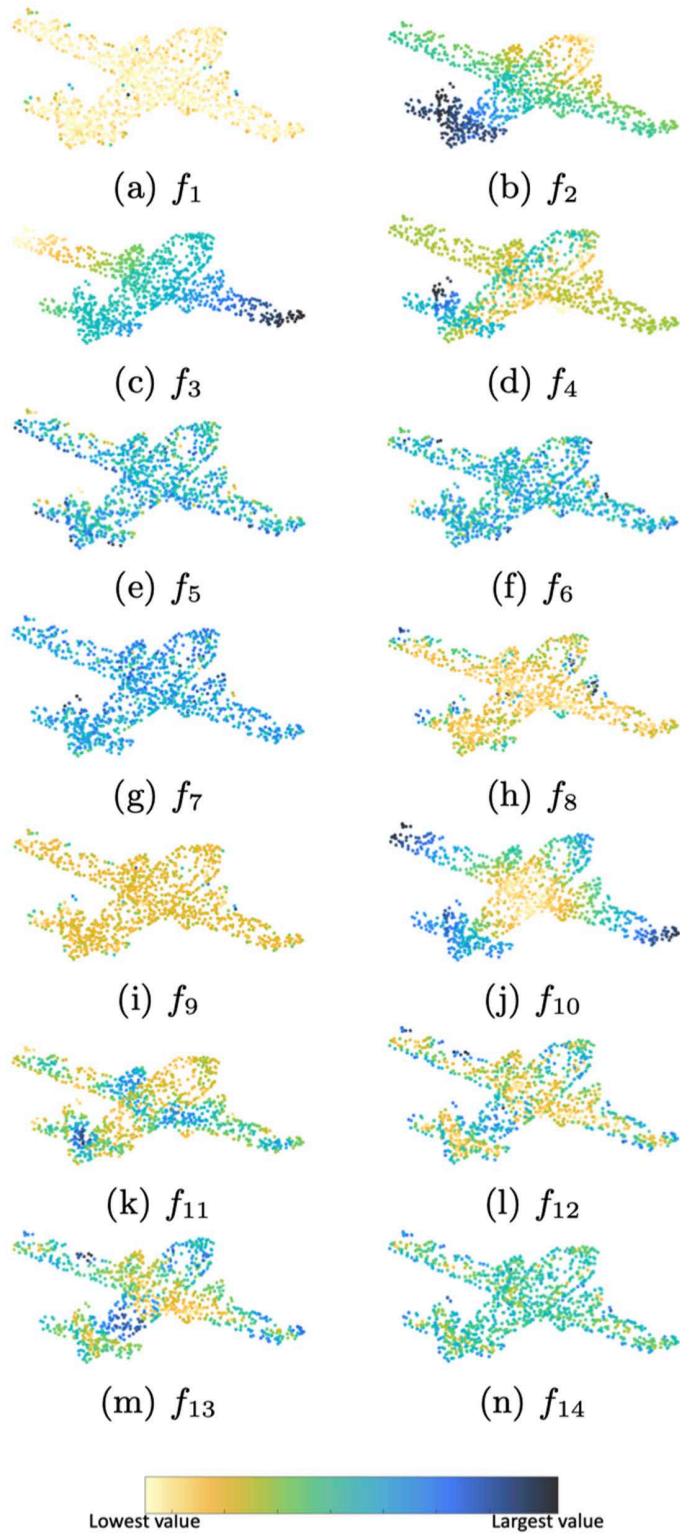 (a) f1
(b) f2
(c) f3
(d) f4
(e) f5
(f) f6
(g) f7
(h) f8
(i) f9
(j) f10
(k) f11
(l) f12
(m) f13
(n) f14
Lowest value
Largest value